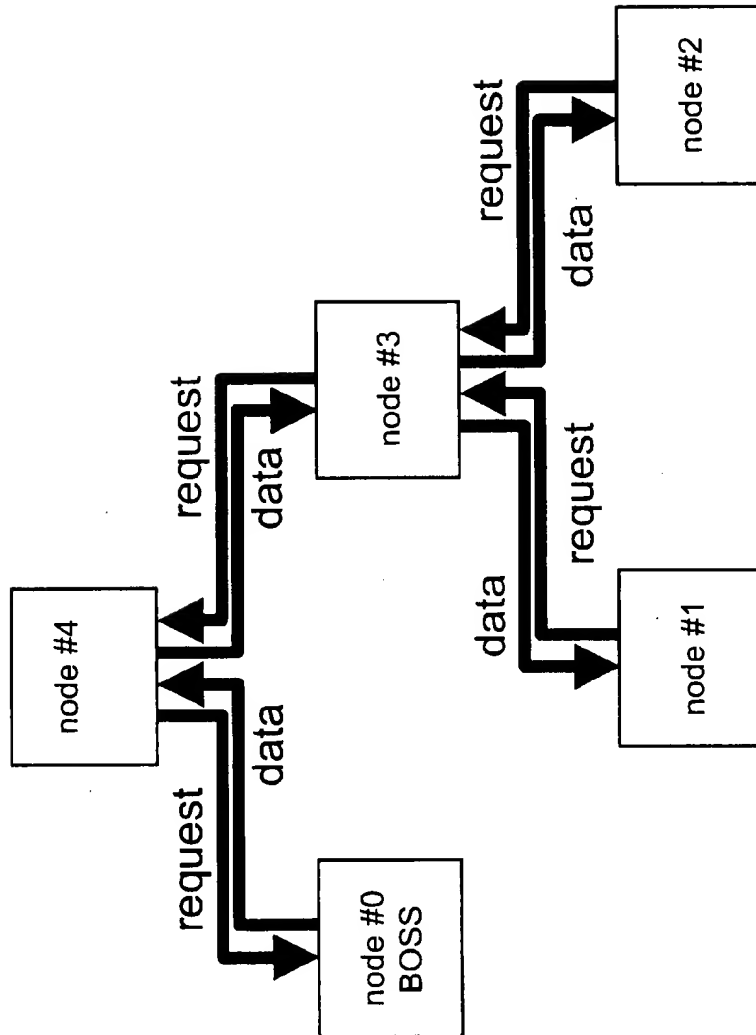 node #4
request
request
data
data
node #0
BOSS
node #3
data
request
request
data
node #1
node #2